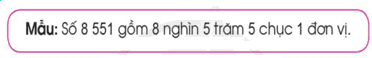 Mẫu: Số 8 551 gồm 8 nghìn 5 trăm 5 chục 1 đơn vị.